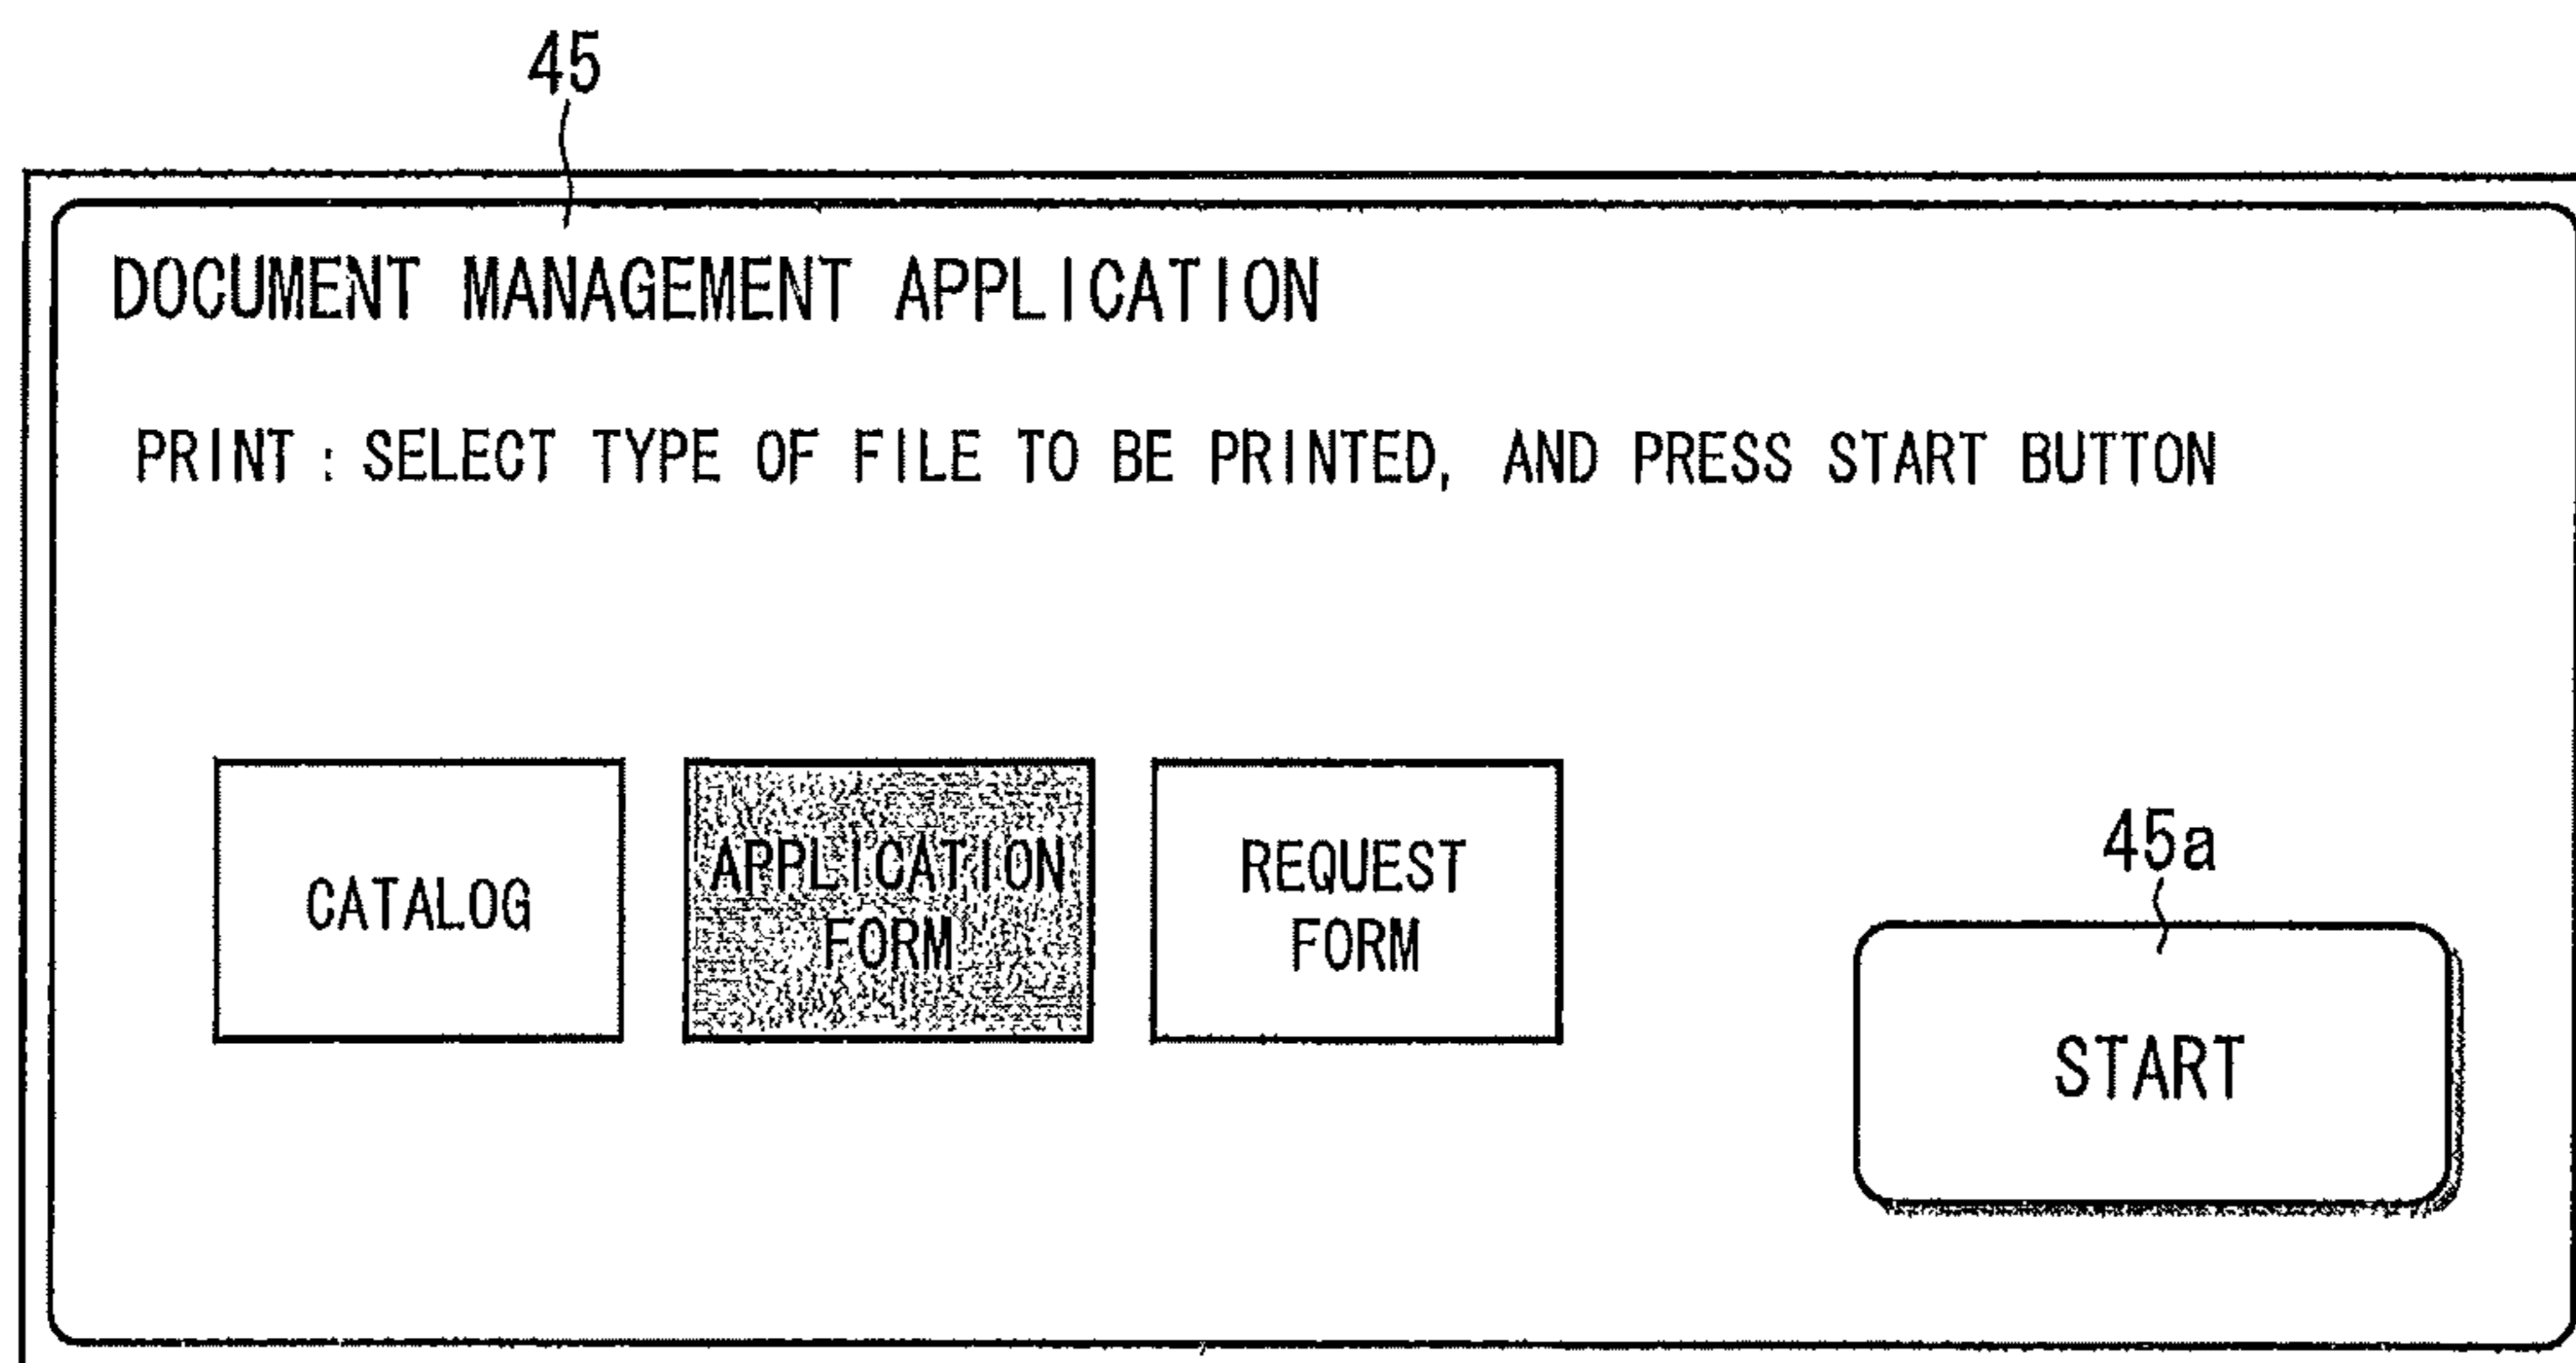 45
DOCUMENT MANAGEMENT APPLICATION
PRINT : SELECT TYPE OF FILE TO BE PRINTED, AND PRESS START BUTTON
CATALOG
APPLICATION
FORM
REQUEST
FORM
45a
START